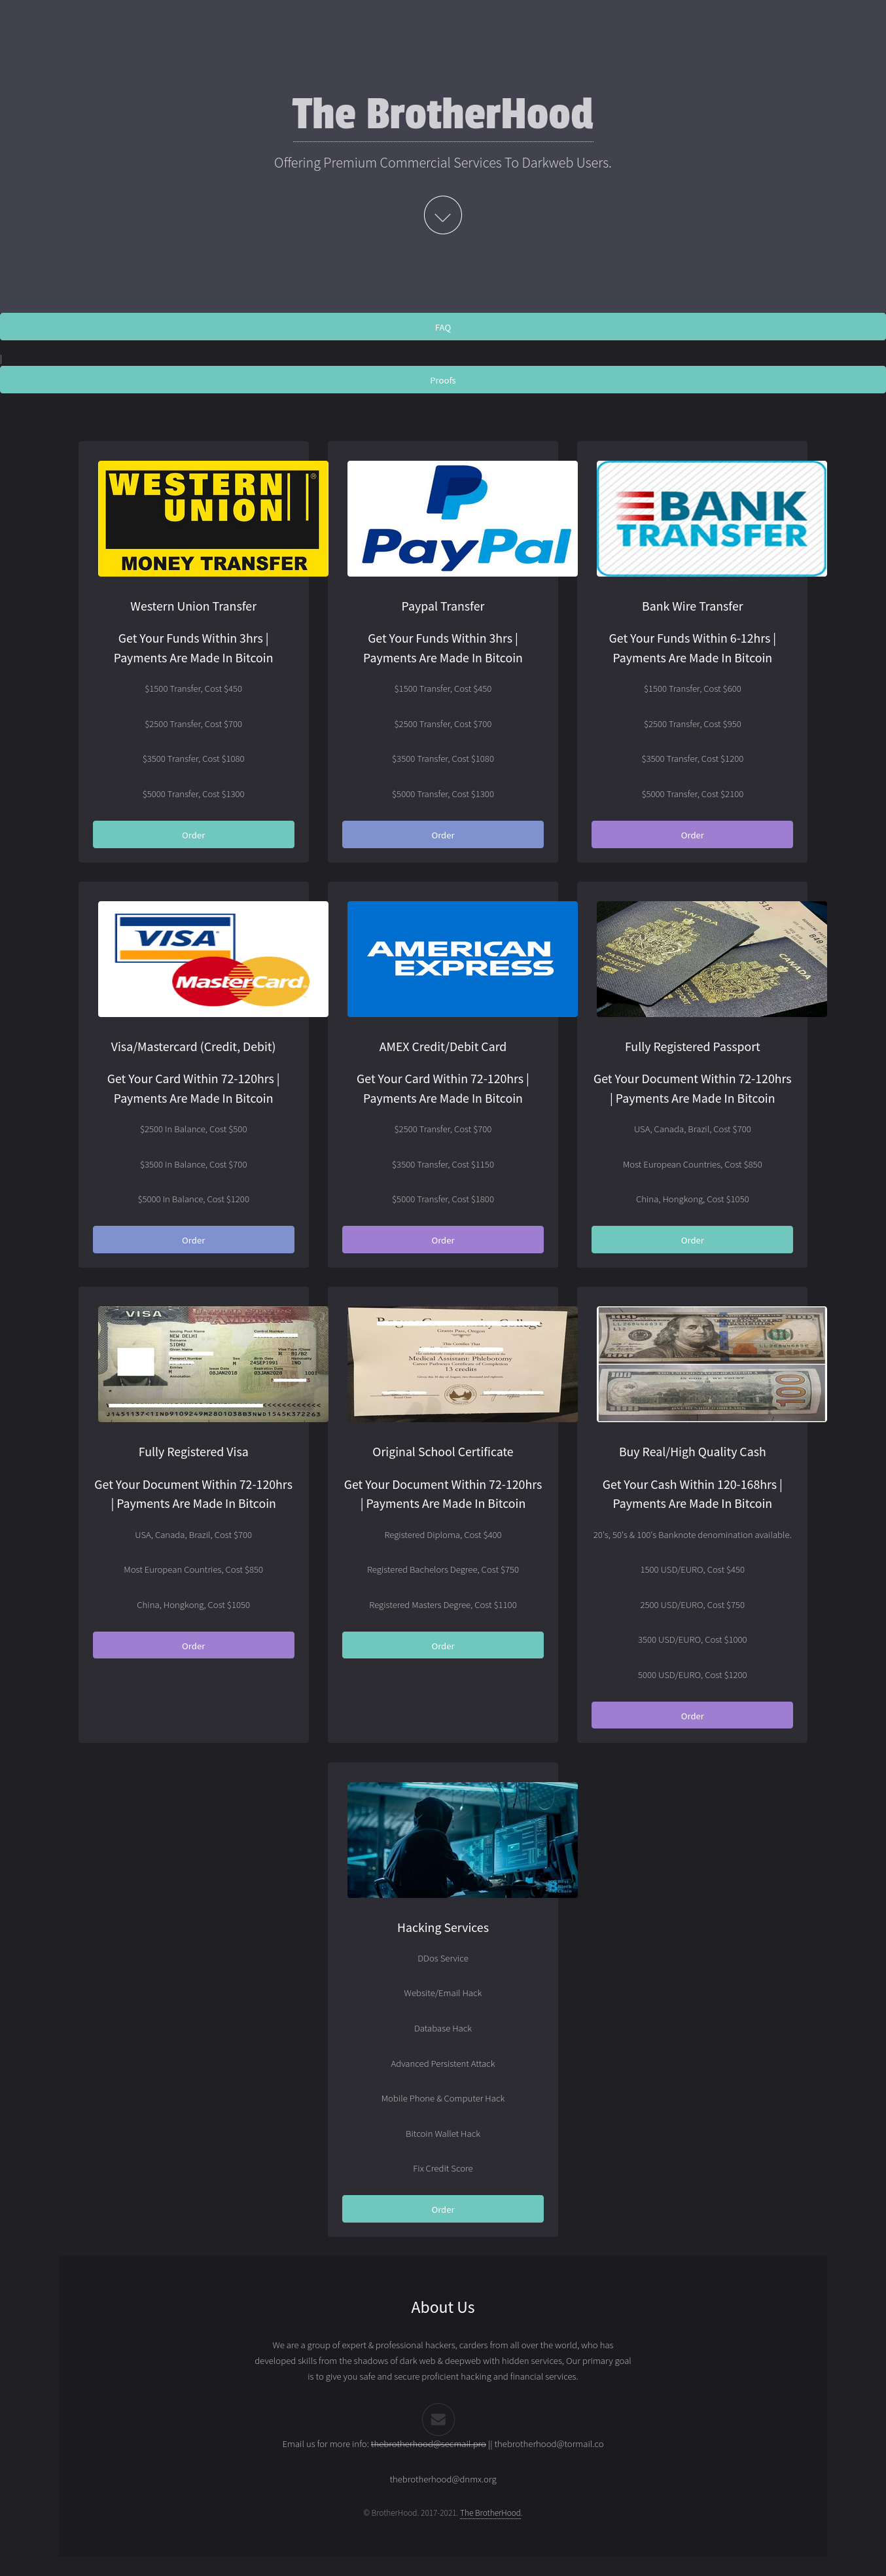 The BrotherHood
Offering Premium Commercial Services To Darkweb Users.
FAQ
|
Proofs
WESTERN
UNION
®
MONEY TRANSFER
Western Union Transfer
Get Your Funds Within 3hrs |
Payments Are Made In Bitcoin
$1500 Transfer, Cost $450
$2500 Transfer, Cost $700
$3500 Transfer, Cost $1080
$5000 Transfer, Cost $1300
Order
PayPal
Paypal Transfer
Get Your Funds Within 3hrs |
Payments Are Made In Bitcoin
$1500 Transfer, Cost $450
$2500 Transfer, Cost $700
$3500 Transfer, Cost $1080
$5000 Transfer, Cost $1300
Order
BANK
TRANSFER
Bank Wire Transfer
Get Your Funds Within 6-12hrs |
Payments Are Made In Bitcoin
$1500 Transfer, Cost $600
$2500 Transfer, Cost $950
$3500 Transfer, Cost $1200
$5000 Transfer, Cost $2100
Order
VISA
MasterCard
Visa/Mastercard (Credit, Debit)
Get Your Card Within 72-120hrs |
Payments Are Made In Bitcoin
$2500 In Balance, Cost $500
$3500 In Balance, Cost $700
$5000 In Balance, Cost $1200
Order
AMERICAN
EXPRESS
AMEX Credit/Debit Card
Get Your Card Within 72-120hrs |
Payments Are Made In Bitcoin
$2500 Transfer, Cost $700
$3500 Transfer, Cost $1150
$5000 Transfer, Cost $1800
Order
CANADA
PASSPORT
PASSEPORT
CANADA
Fully Registered Passport
Get Your Document Within 72-120hrs
| Payments Are Made In Bitcoin
USA, Canada, Brazil, Cost $700
Most European Countries, Cost $850
China, Hongkong, Cost $1050
Order
VISA
NEW DELHI
SIDHU
Fully Registered Visa
Get Your Document Within 72-120hrs
| Payments Are Made In Bitcoin
USA, Canada, Brazil, Cost $700
Most European Countries, Cost $850
China, Hongkong, Cost $1050
Order
Rogue Community College
Grants Pass, Oregon
This Certifies That
Medical Assistant: Phlebotomy
13 credits
Original School Certificate
Get Your Document Within 72-120hrs
| Payments Are Made In Bitcoin
Registered Diploma, Cost $400
Registered Bachelors Degree, Cost $750
Registered Masters Degree, Cost $1100
Order
100
Buy Real/High Quality Cash
Get Your Cash Within 120-168hrs |
Payments Are Made In Bitcoin
20's, 50's & 100's Banknote denomination available.
1500 USD/EURO, Cost $450
2500 USD/EURO, Cost $750
3500 USD/EURO, Cost $1000
5000 USD/EURO, Cost $1200
Order
Hacking Services
DDos Service
Website/Email Hack
Database Hack
Advanced Persistent Attack
Mobile Phone & Computer Hack
Bitcoin Wallet Hack
Fix Credit Score
Order
About Us
We are a group of expert & professional hackers, carders from all over the world, who has
developed skills from the shadows of dark web & deepweb with hidden services, Our primary goal
is to give you safe and secure proficient hacking and financial services.
Email us for more info: thebrotherhood@secmail.pro || thebrotherhood@tormail.co
thebrotherhood@dnmx.org
© BrotherHood. 2017-2021. The BrotherHood.